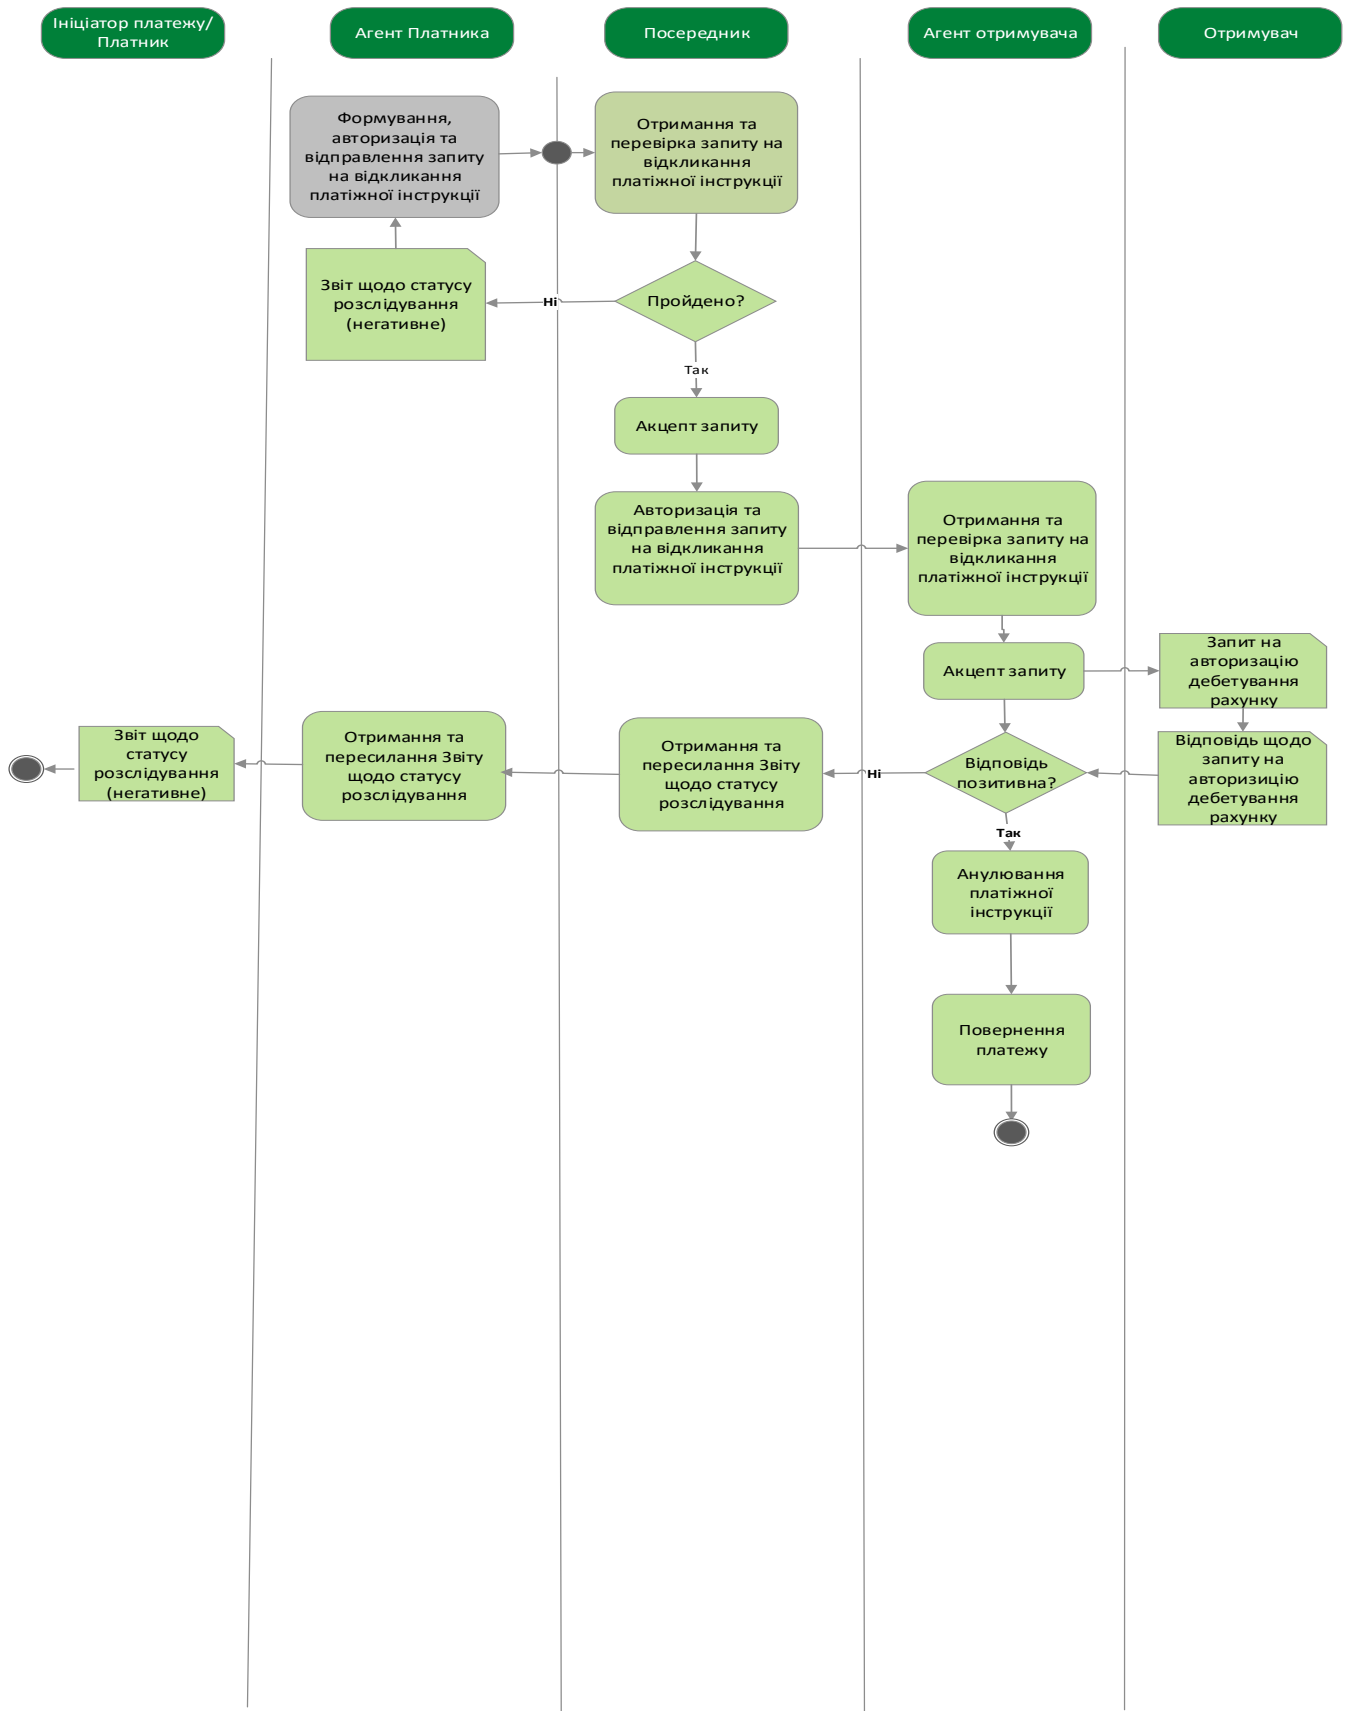 Ініціатор платежу/
Платник
Агент Платника
Посередник
Агент отримувача
Отримувач
Формування,
авторизація та
відправлення запиту
на відкликання
платіжної інструкції
Отримання та
перевірка запиту на
відкликання
платіжної інструкції
Звіт щодо статусу
розслідування
(негативне)
Ні
Пройдено?
Так
Акцепт запиту
Авторизація та
відправлення запиту
на відкликання
платіжної інструкції
Отримання та
перевірка запиту на
відкликання
платіжної інструкції
Акцепт запиту
Запит на
авторизацію
дебетування
рахунку
Звіт щодо
статусу
розслідування
(негативне)
Отримання та
пересилання Звіту
щодо статусу
розслідування
Отримання та
пересилання Звіту
щодо статусу
розслідування
Ні
Відповідь
позитивна?
Відповідь щодо
запиту на
авторизицію
дебетування
рахунку
Так
Анулювання
платіжної
інструкції
Повернення
платежу